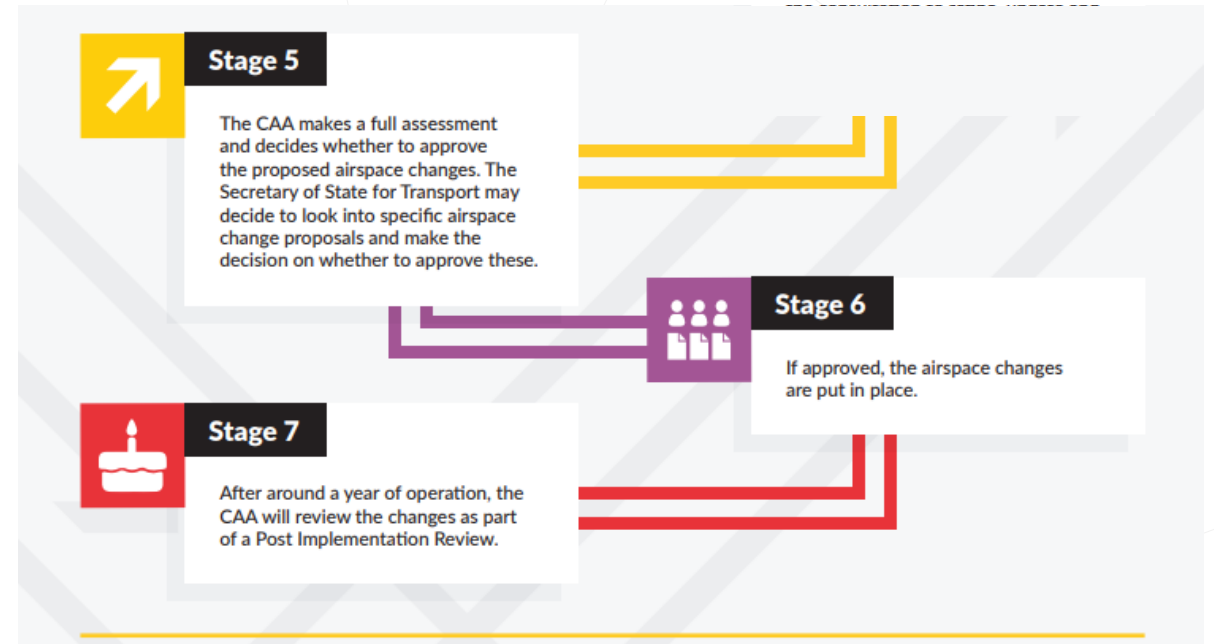 Stage 5
The CAA makes a full assessment
and decides whether to approve
the proposed airspace changes. The
Secretary of State for Transport may
decide to look into specific airspace
change proposals and make the
decision on whether to approve these.
Stage 6
If approved, the airspace changes
are put in place.
Stage 7
After around a year of operation, the
CAA will review the changes as part
of a Post Implementation Review.